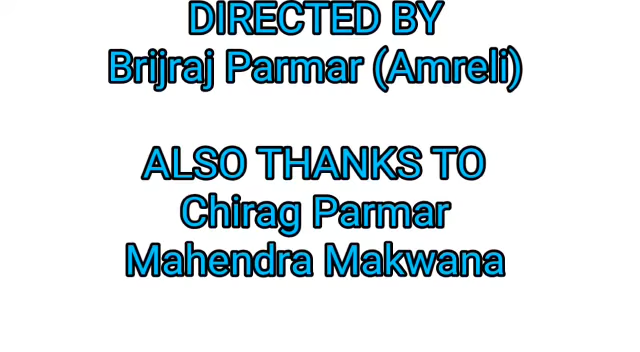 DIRECTED BY
Brijraj Parmar (Amreli)
ALSO THANKS TO
Chirag Parmar
Mahendra Makwana